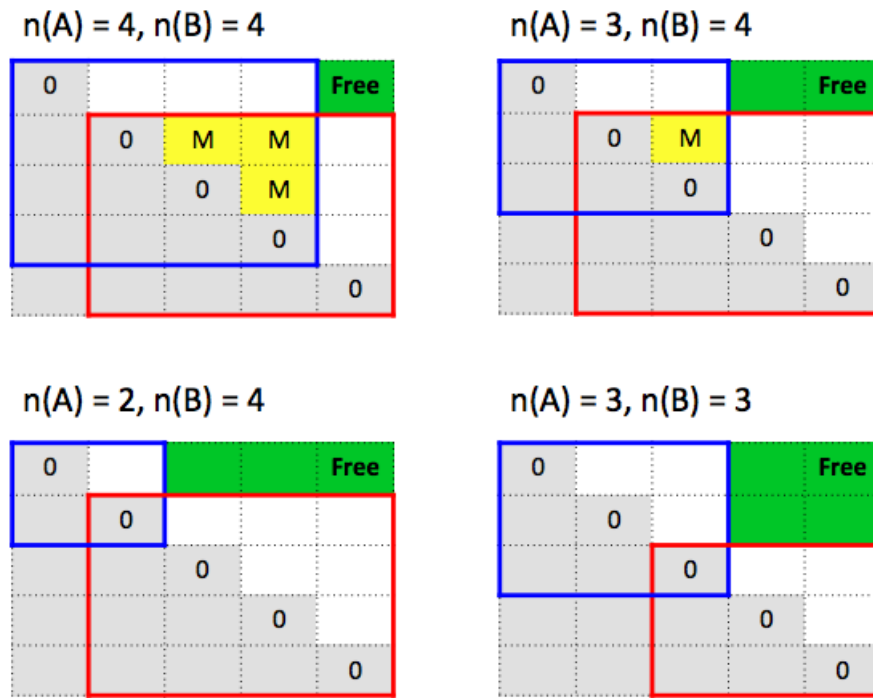 n(A) = 4, n(B) = 4
0 Free
0 M M
0 M
0
0
n(A) = 3, n(B) = 4
0 Free
0 M
0
0
0
n(A) = 2, n(B) = 4
0 Free
0
0
0
0
n(A) = 3, n(B) = 3
0 Free
0
0
0
0